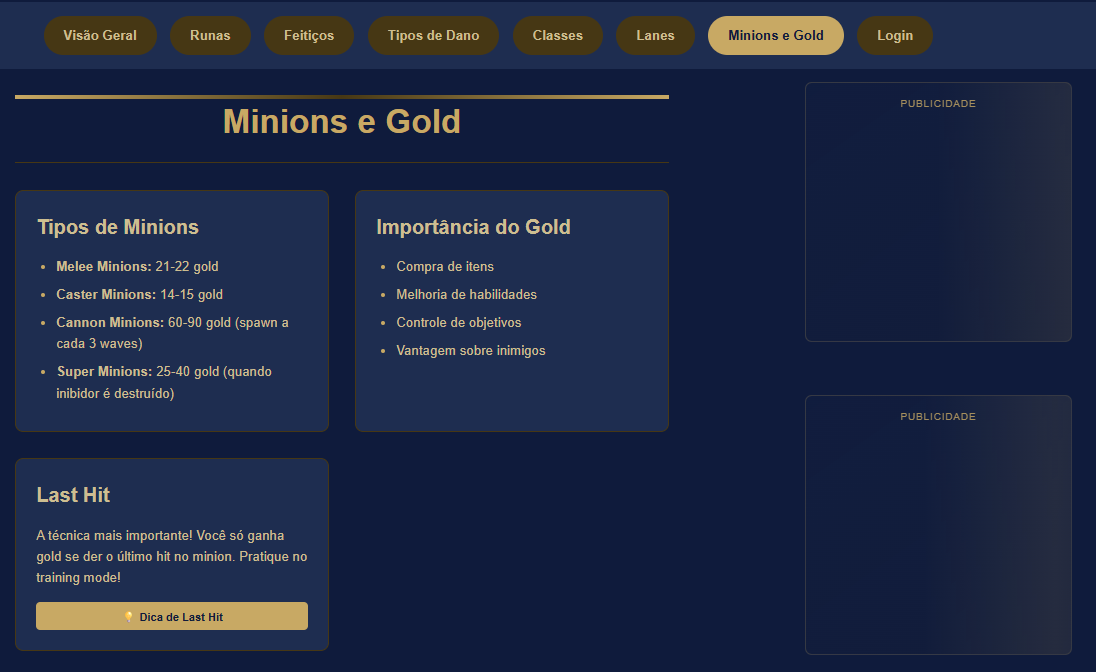 Visão Geral
Runas
Feitiços
Tipos de Dano
Classes
Lanes
Minions e Gold
Login
Minions e Gold
Tipos de Minions
• Melee Minions: 21-22 gold
• Caster Minions: 14-15 gold
• Cannon Minions: 60-90 gold (spawn a
cada 3 waves)
• Super Minions: 25-40 gold (quando
inibidor é destruído)
Importância do Gold
• Compra de itens
• Melhoria de habilidades
• Controle de objetivos
• Vantagem sobre inimigos
Last Hit
A técnica mais importante! Você só ganha
gold se der o último hit no minion. Pratique no
training mode!
💡 Dica de Last Hit
PUBLICIDADE
PUBLICIDADE